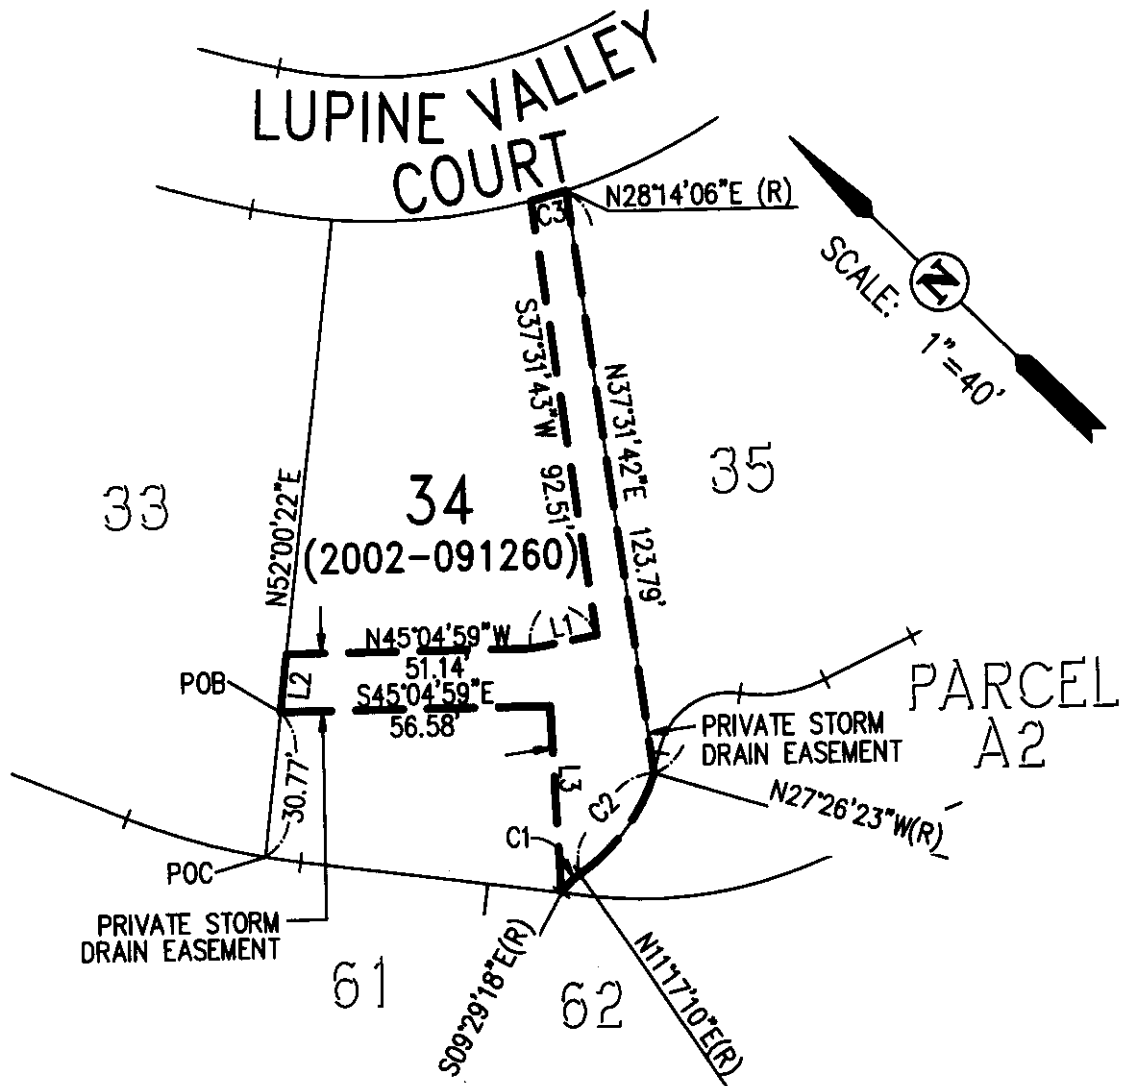 LUPINE VALLEY
COURT
N28°14'06"E (R)
C3
SCALE:
N
1"=40'
S37°31'43"W 92.51'
N37°31'42"E 123.79'
33
34
(2002-091260)
35
N52°00'22"E
N45°04'59"W
51.14'
L1
L2
POB
S45°04'59"E
56.58'
PARCEL
A2
PRIVATE STORM
DRAIN EASEMENT
30.77'
L3
C2
C1
N27°26'23"W(R)
POC
PRIVATE STORM
DRAIN EASEMENT
S09°29'18"E(R)
N11°17'10"E(R)
61
62